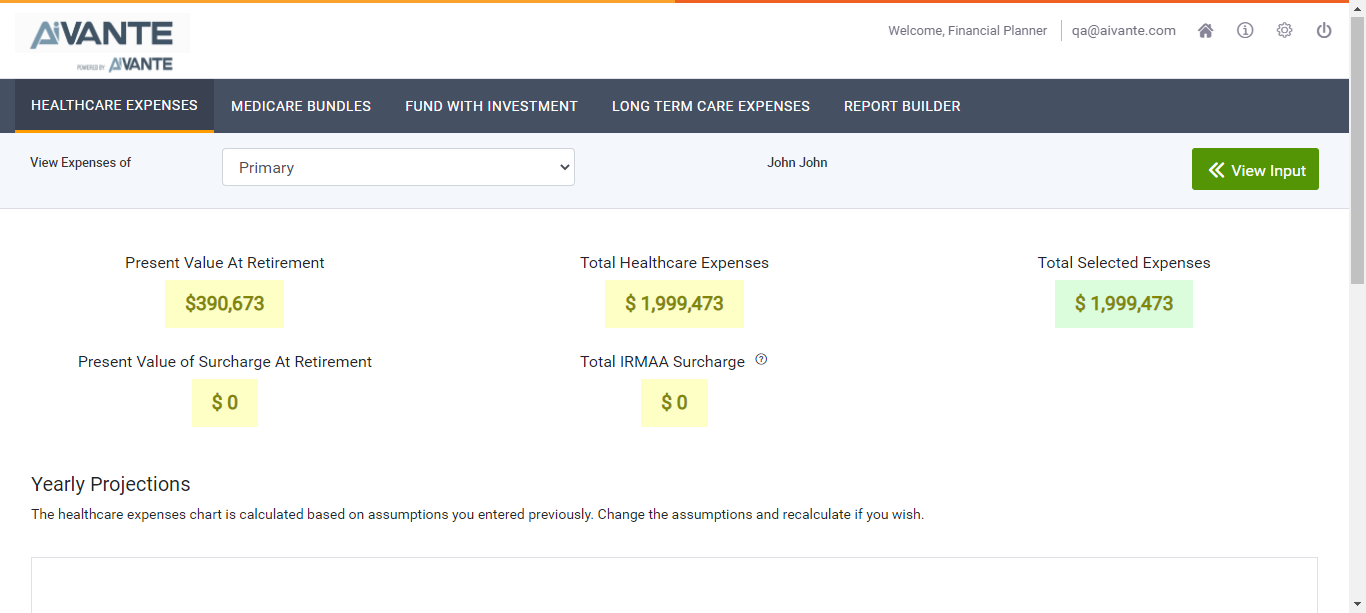 AiVANTE
POWERED BY AiVANTE
Welcome, Financial Planner
qa@aivante.com
HEALTHCARE EXPENSES
MEDICARE BUNDLES
FUND WITH INVESTMENT
LONG TERM CARE EXPENSES
REPORT BUILDER
View Expenses of
Primary
John John
View Input
Present Value At Retirement
Total Healthcare Expenses
Total Selected Expenses
$390,673
$ 1,999,473
$ 1,999,473
Present Value of Surcharge At Retirement
Total IRMAA Surcharge ?
$ 0
$ 0
Yearly Projections
The healthcare expenses chart is calculated based on assumptions you entered previously. Change the assumptions and recalculate if you wish.